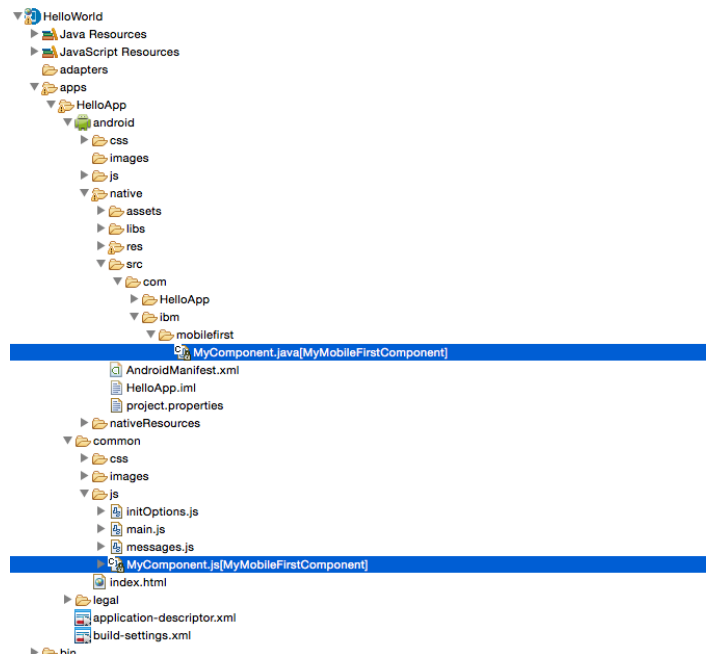 HelloWorld
Java Resources
JavaScript Resources
adapters
apps
HelloApp
android
css
images
js
native
assets
libs
res
src
com
HelloApp
ibm
mobilefirst
MyComponent.java[MyMobileFirstComponent]
AndroidManifest.xml
HelloApp.iml
project.properties
nativeResources
common
css
images
js
initOptions.js
main.js
messages.js
MyComponent.js[MyMobileFirstComponent]
index.html
legal
application-descriptor.xml
build-settings.xml
bin